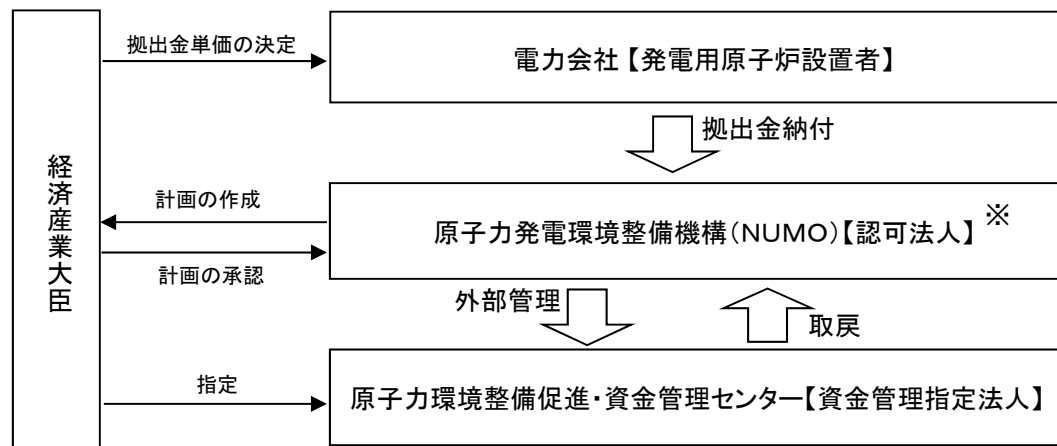 経済産業大臣
拠出金単価の決定
電力会社【発電用原子炉設置者】
拠出金納付
計画の作成
原子力発電環境整備機構(NUMO)【認可法人】※
計画の承認
外部管理
取戻
指定
原子力環境整備促進・資金管理センター【資金管理指定法人】